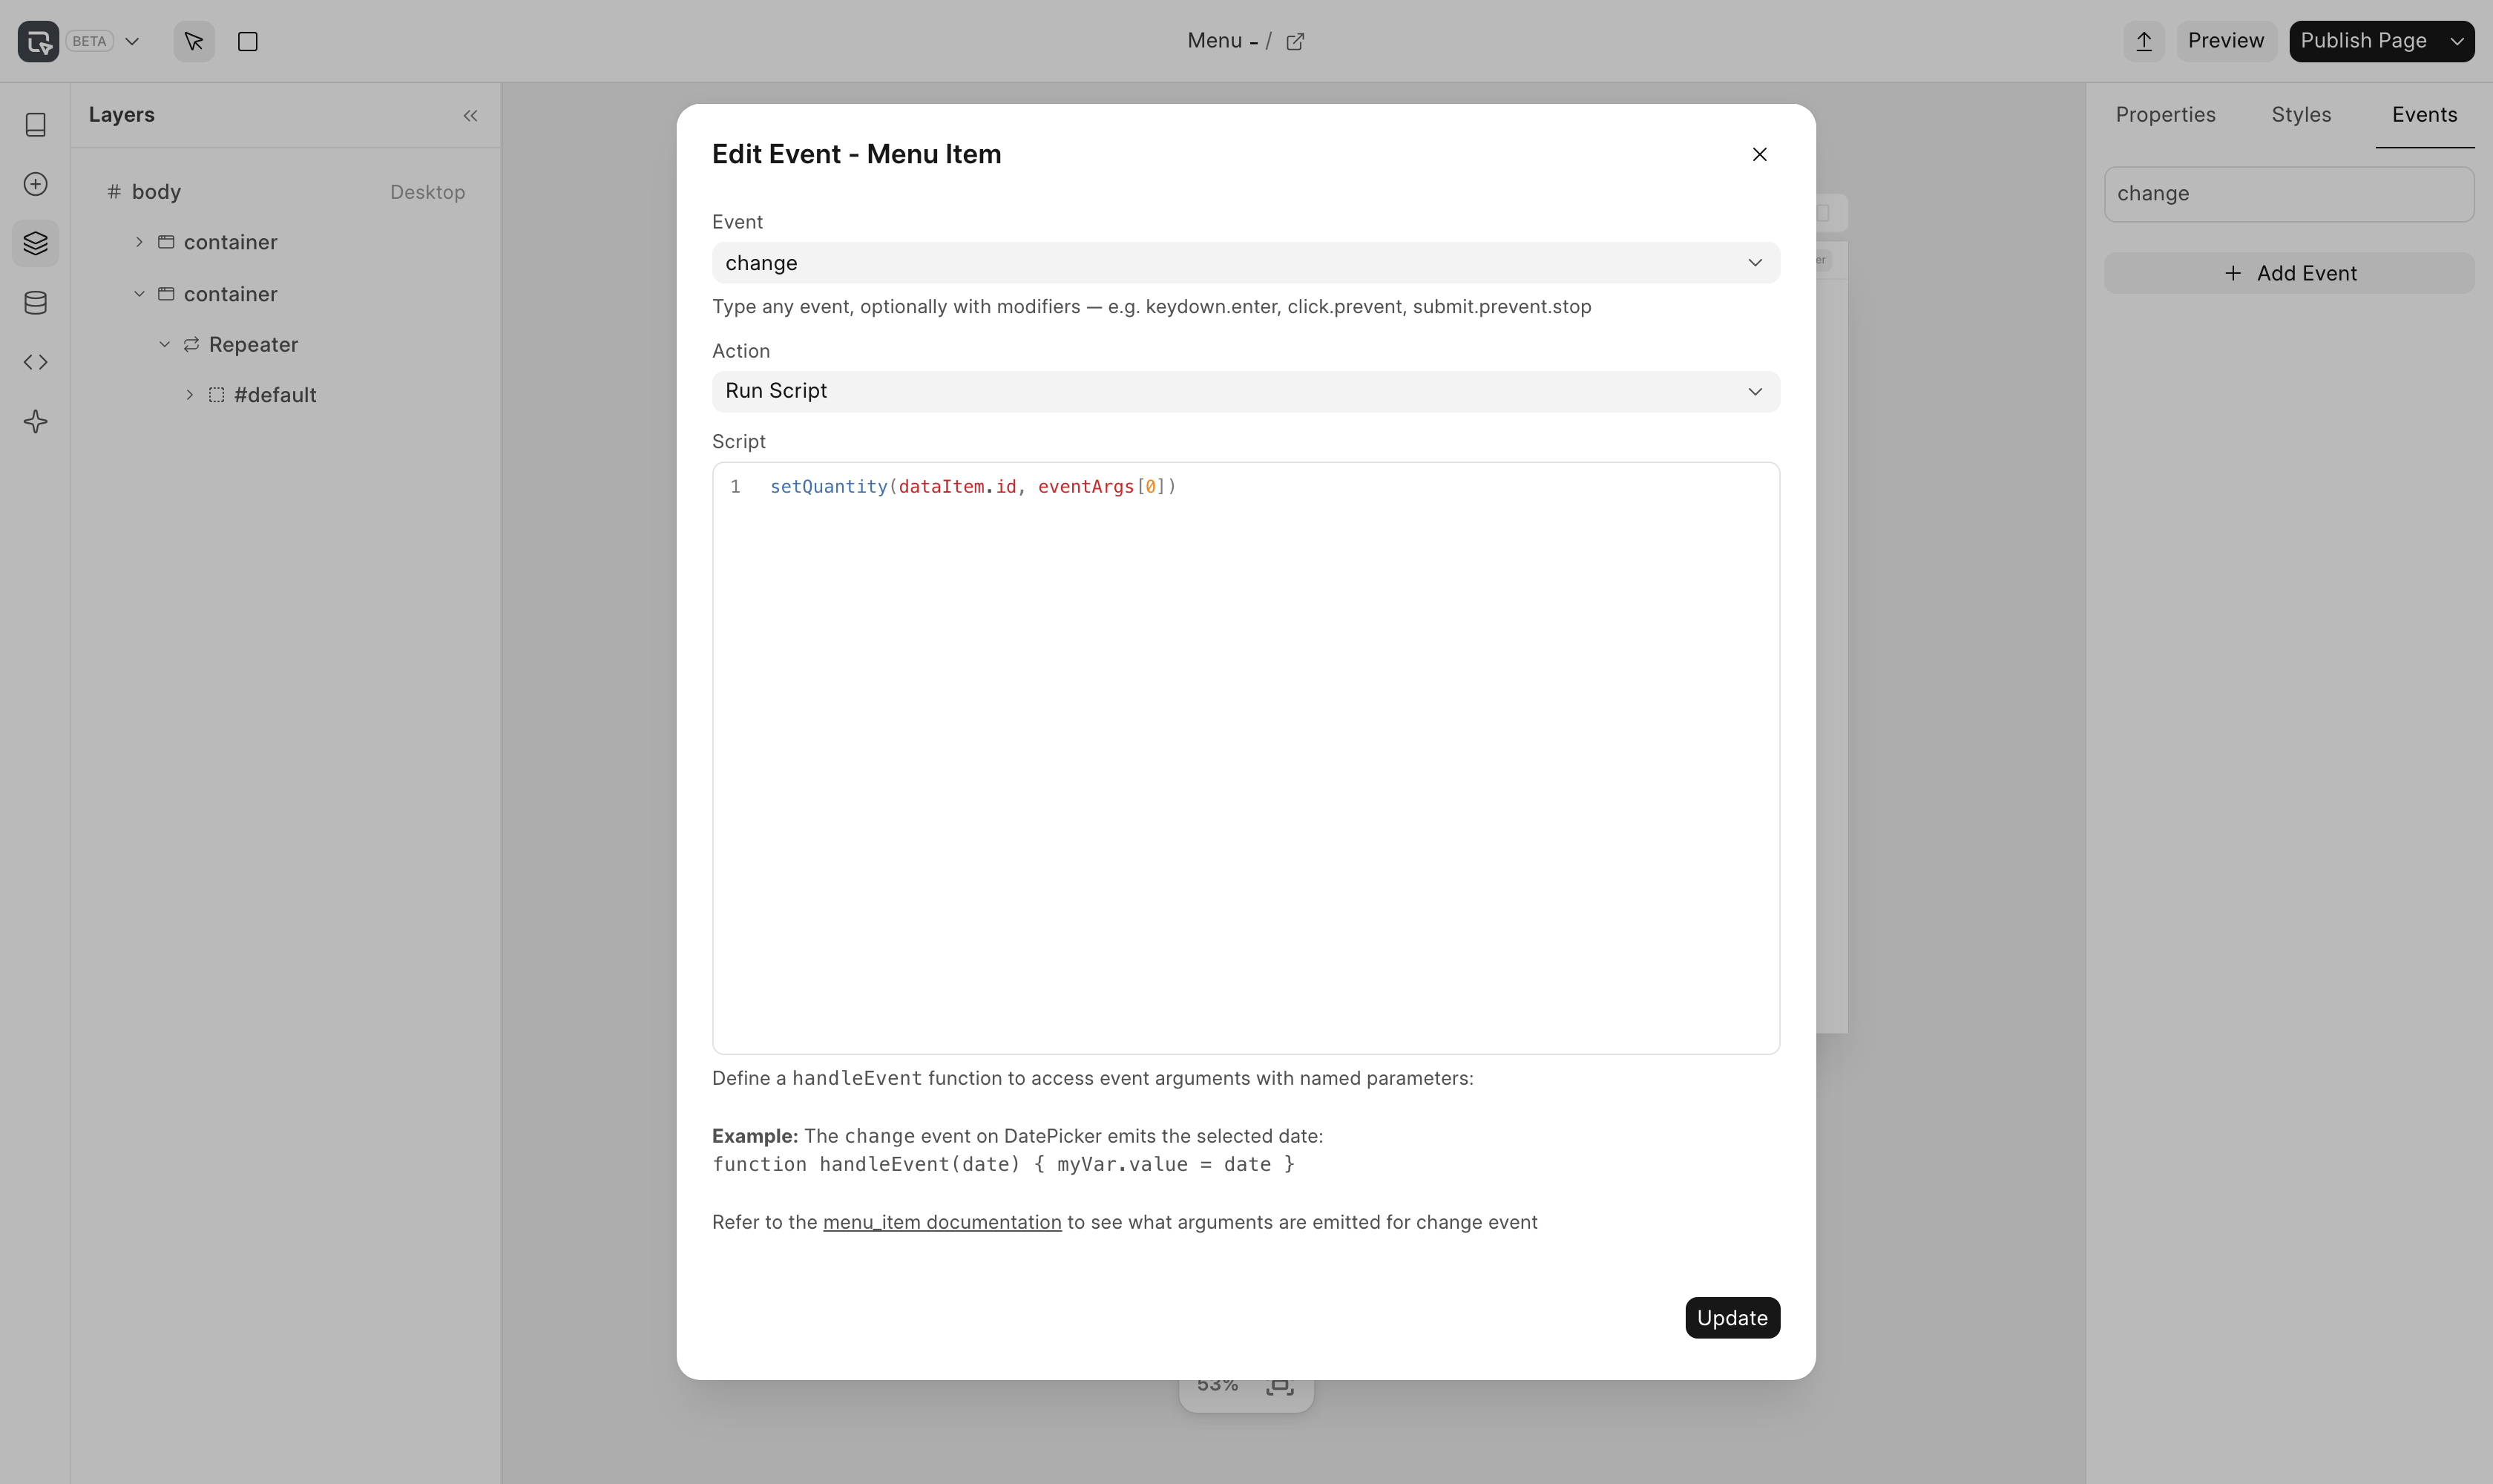 BETA
Menu - /
Preview
Publish Page
Layers
Properties
Styles
Events
# body
Desktop
container
container
Repeater
#default
change
+ Add Event
Edit Event - Menu Item
Event
change
Type any event, optionally with modifiers — e.g. keydown.enter, click.prevent, submit.prevent.stop
Action
Run Script
Script
1 setQuantity(dataItem.id, eventArgs[0])
Define a handleEvent function to access event arguments with named parameters:
Example: The change event on DatePicker emits the selected date:
function handleEvent(date) { myVar.value = date }
Refer to the menu_item documentation to see what arguments are emitted for change event
Update
53%